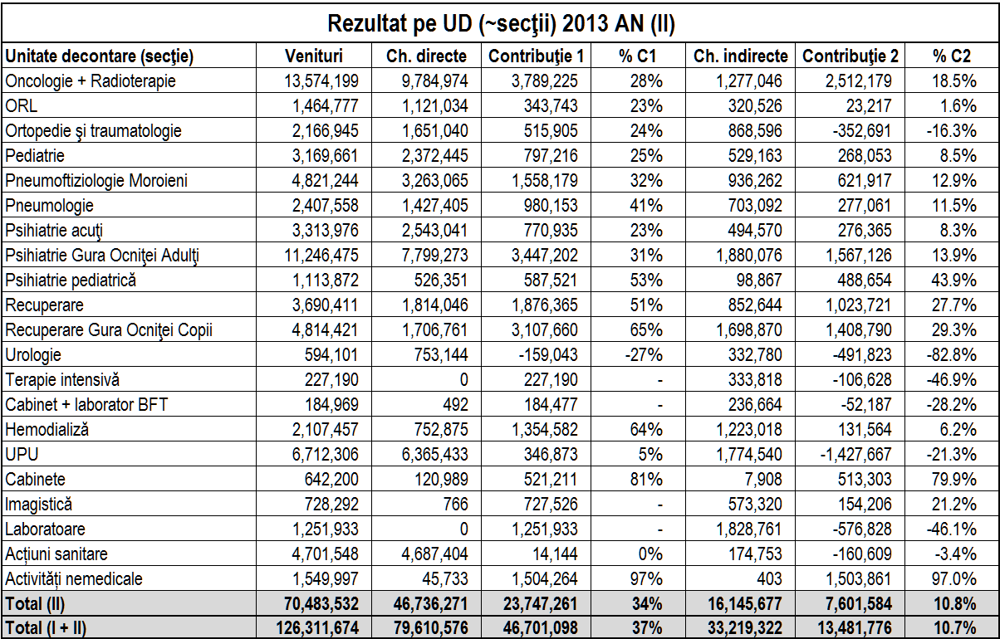 Rezultat pe UD (~secţii) 2013 AN (II)
Unitate decontare (secţie) Venituri Ch. directe Contribuţie 1 % C1 Ch. indirecte Contribuţie 2 % C2
Oncologie + Radioterapie 13,574,199 9,784,974 3,789,225 28% 1,277,046 2,512,179 18.5%
ORL 1,464,777 1,121,034 343,743 23% 320,526 23,217 1.6%
Ortopedie şi traumatologie 2,166,945 1,651,040 515,905 24% 868,596 -352,691 -16.3%
Pediatrie 3,169,661 2,372,445 797,216 25% 529,163 268,053 8.5%
Pneumoftiziologie Moroieni 4,821,244 3,263,065 1,558,179 32% 936,262 621,917 12.9%
Pneumologie 2,407,558 1,427,405 980,153 41% 703,092 277,061 11.5%
Psihiatrie acuţi 3,313,976 2,543,041 770,935 23% 494,570 276,365 8.3%
Psihiatrie Gura Ocniţei Adulţi 11,246,475 7,799,273 3,447,202 31% 1,880,076 1,567,126 13.9%
Psihiatrie pediatrică 1,113,872 526,351 587,521 53% 98,867 488,654 43.9%
Recuperare 3,690,411 1,814,046 1,876,365 51% 852,644 1,023,721 27.7%
Recuperare Gura Ocniţei Copii 4,814,421 1,706,761 3,107,660 65% 1,698,870 1,408,790 29.3%
Urologie 594,101 753,144 -159,043 -27% 332,780 -491,823 -82.8%
Terapie intensivă 227,190 0 227,190 - 333,818 -106,628 -46.9%
Cabinet + laborator BFT 184,969 492 184,477 - 236,664 -52,187 -28.2%
Hemodializă 2,107,457 752,875 1,354,582 64% 1,223,018 131,564 6.2%
UPU 6,712,306 6,365,433 346,873 5% 1,774,540 -1,427,667 -21.3%
Cabinete 642,200 120,989 521,211 81% 7,908 513,303 79.9%
Imagistică 728,292 766 727,526 - 573,320 154,206 21.2%
Laboratoare 1,251,933 0 1,251,933 - 1,828,761 -576,828 -46.1%
Acțiuni sanitare 4,701,548 4,687,404 14,144 0% 174,753 -160,609 -3.4%
Activități nemedicale 1,549,997 45,733 1,504,264 97% 403 1,503,861 97.0%
Total (II) 70,483,532 46,736,271 23,747,261 34% 16,145,677 7,601,584 10.8%
Total (I + II) 126,311,674 79,610,576 46,701,098 37% 33,219,322 13,481,776 10.7%